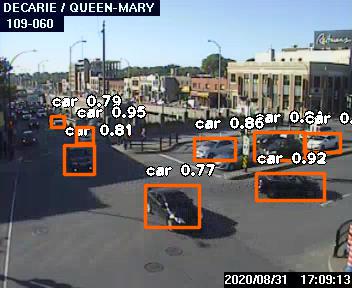 DECARIE / QUEEN-MARY
109-060
car 0.79
car 0.95
car 0.81
car 0.86
car 0.
car 0.92
car 0.77
2020/08/31 17:09:13